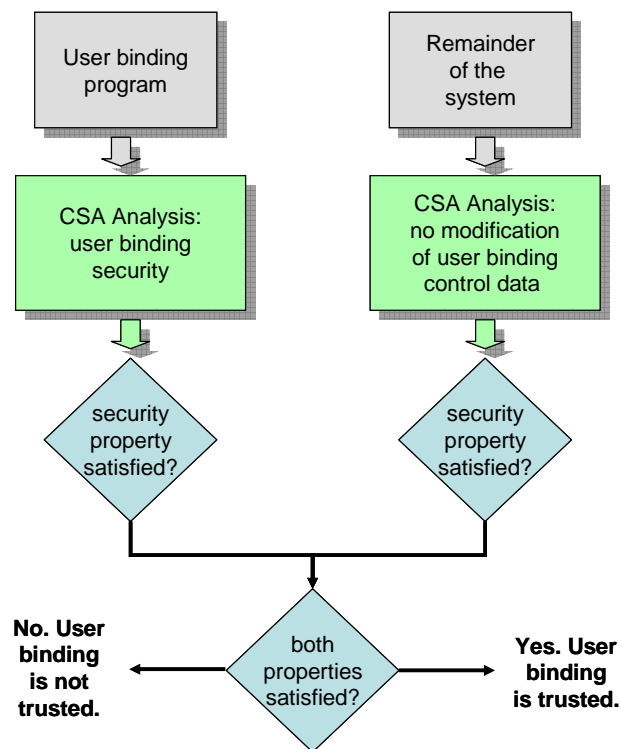 User binding
program
Remainder
of the
system
CSA Analysis:
user binding
security
CSA Analysis:
no modification
of user binding
control data
security
property
satisfied?
security
property
satisfied?
No. User
binding
is not
trusted.
both
properties
satisfied?
Yes. User
binding
is trusted.